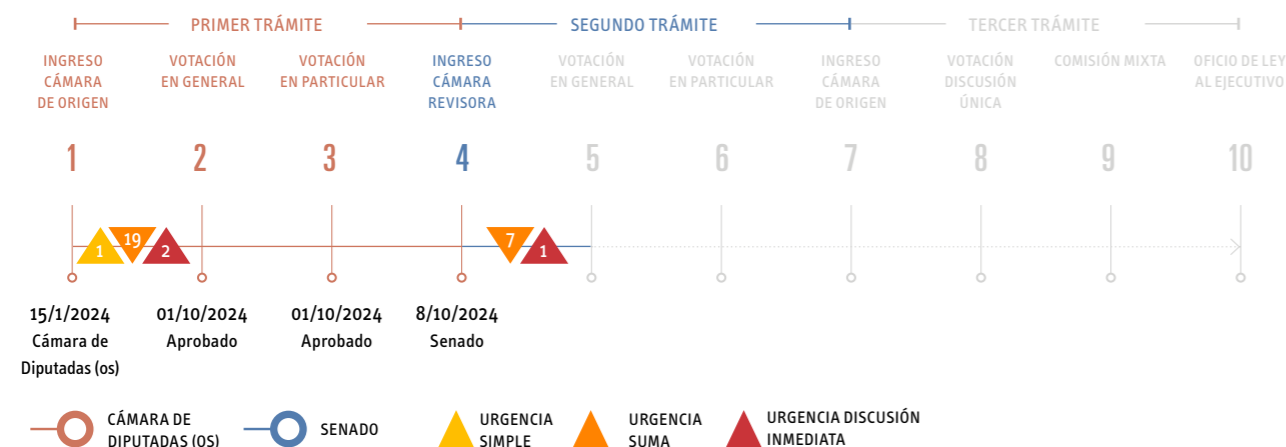 PRIMER TRÁMITE
SEGUNDO TRÁMITE
TERCER TRÁMITE
INGRESO
CÁMARA
DE ORIGEN
VOTACIÓN
EN GENERAL
VOTACIÓN
EN PARTICULAR
INGRESO
CÁMARA
REVISORA
VOTACIÓN
EN GENERAL
VOTACIÓN
EN PARTICULAR
INGRESO
CÁMARA
DE ORIGEN
VOTACIÓN
DISCUSIÓN
ÚNICA
COMISIÓN MIXTA
OFICIO DE LEY
AL EJECUTIVO
1
2
3
4
5
6
7
8
9
10
1
19
2
7
1
15/1/2024
Cámara de
Diputadas (os)
01/10/2024
Aprobado
01/10/2024
Aprobado
8/10/2024
Senado
CÁMARA DE
DIPUTADAS (OS)
SENADO
URGENCIA
SIMPLE
URGENCIA
SUMA
URGENCIA DISCUSIÓN
INMEDIATA